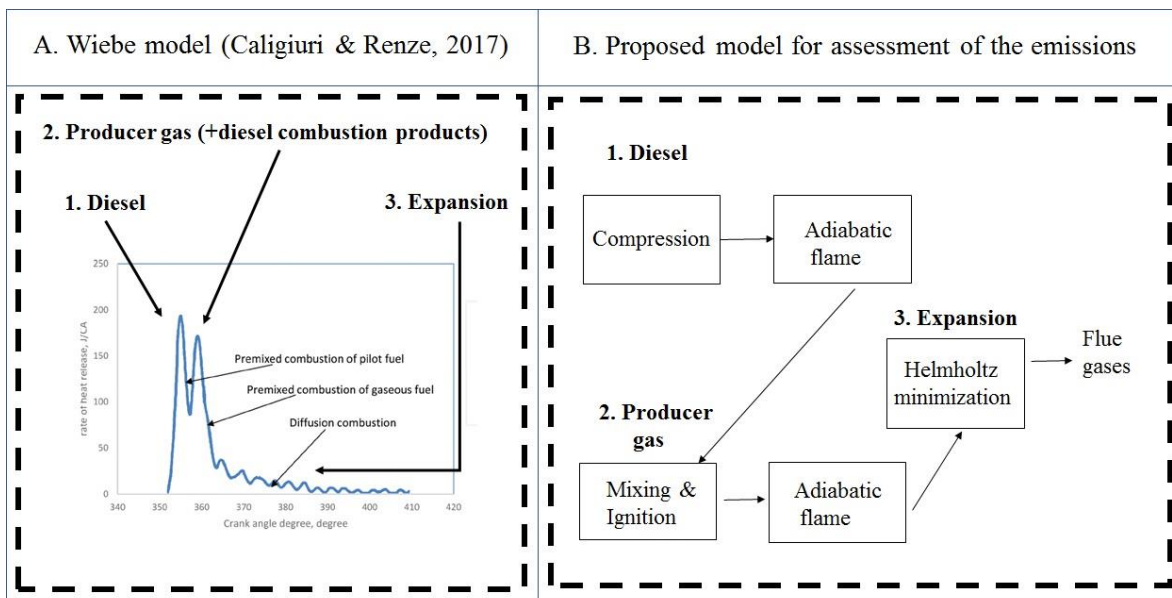 A. Wiebe model (Caligiuri & Renze, 2017)
2. Producer gas (+diesel combustion products)
1. Diesel
3. Expansion
250
200
150
100
50
0
rate of heat release, J/CA
Premixed combustion of pilot fuel
Premixed combustion of gaseous fuel
Diffusion combustion
340 350 360 370 380 390 400 410 420
Crank angle degree, degree
B. Proposed model for assessment of the emissions
1. Diesel
Compression
Adiabatic
flame
3. Expansion
Helmholtz
minimization
Flue
gases
2. Producer
gas
Mixing &
Ignition
Adiabatic
flame